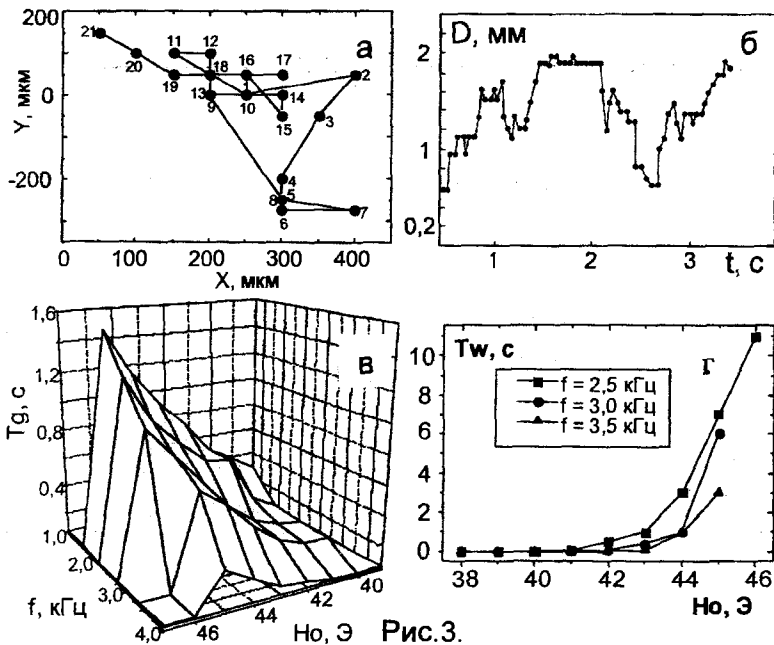 а
Y, мкм
100
0
-200
21
20
11
12
19
18
16
17
13
9
10
14
15
2
3
4
5
8
6
7
0 100 200 300 400
X, мкм
D, мм
б
2
1
0,2
1 2 3
t, с
в
Tg, с
1,6
1,2
0,8
0,4
1,0
2,0
3,0
4,0
f, кГц
46 44 42 40
Ho, Э
Tw, с
г
10
8
6
4
2
0
f = 2,5 кГц
f = 3,0 кГц
f = 3,5 кГц
38 40 42 44 46
Ho, Э
Рис.3.